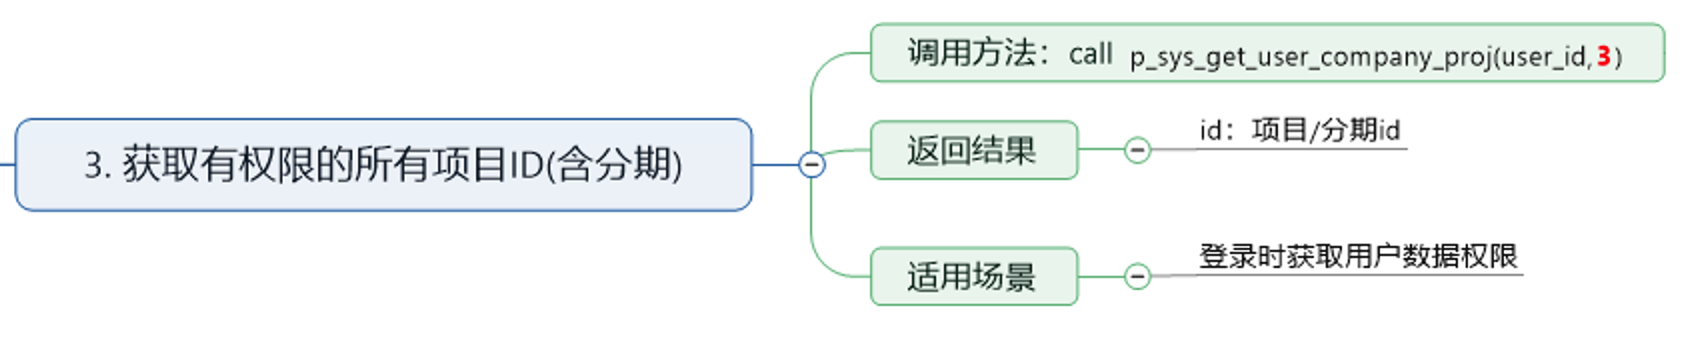 3. 获取有权限的所有项目ID(含分期)
调用方法：call p_sys_get_user_company_proj(user_id,3)
返回结果
id：项目/分期id
适用场景
登录时获取用户数据权限